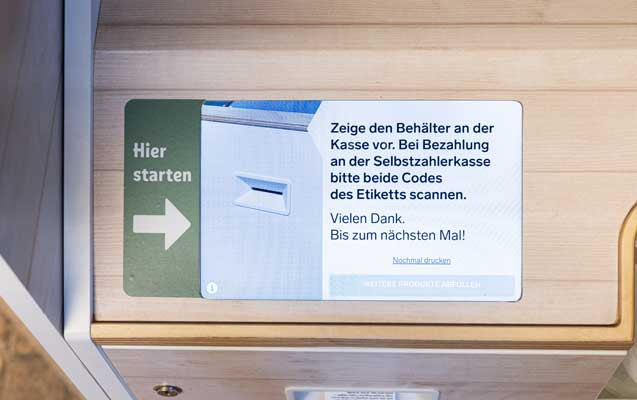 Hier
starten
Zeige den Behälter an der
Kasse vor. Bei Bezahlung
an der Selbstzahlerkasse
bitte beide Codes
des Etiketts scannen.
Vielen Dank.
Bis zum nächsten Mal!
Nochmal drucken
WEITERE PRODUKTE ABFÜLLEN